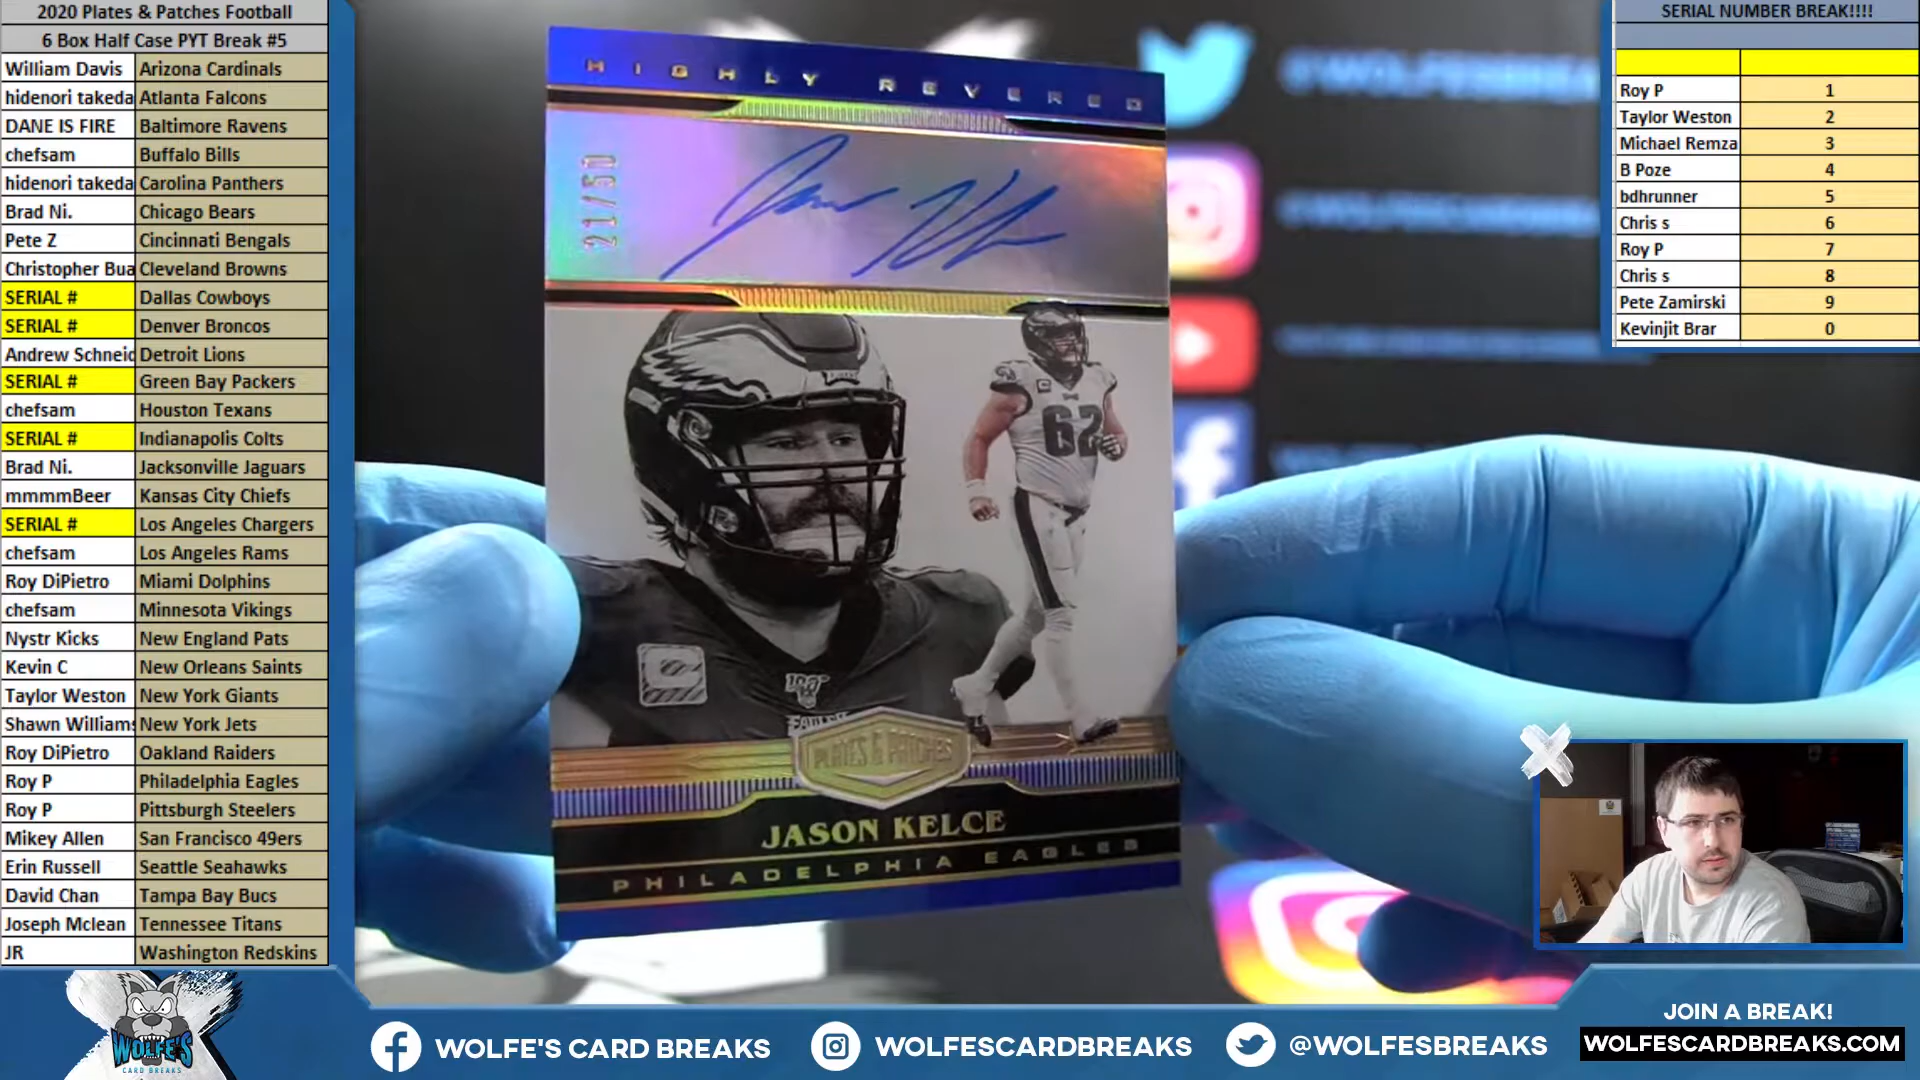 2020 Plates & Patches Football
6 Box Half Case PYT Break #5
William Davis Arizona Cardinals
hidenori takeda Atlanta Falcons
DANE IS FIRE Baltimore Ravens
chefsam Buffalo Bills
hidenori takeda Carolina Panthers
Brad Ni. Chicago Bears
Pete Z Cincinnati Bengals
Christopher Bua Cleveland Browns
SERIAL # Dallas Cowboys
SERIAL # Denver Broncos
Andrew Schneid Detroit Lions
SERIAL # Green Bay Packers
chefsam Houston Texans
SERIAL # Indianapolis Colts
Brad Ni. Jacksonville Jaguars
mmmmBeer Kansas City Chiefs
SERIAL # Los Angeles Chargers
chefsam Los Angeles Rams
Roy DiPietro Miami Dolphins
chefsam Minnesota Vikings
Nystr Kicks New England Pats
Kevin C New Orleans Saints
Taylor Weston New York Giants
Shawn Williams New York Jets
Roy DiPietro Oakland Raiders
Roy P Philadelphia Eagles
Roy P Pittsburgh Steelers
Mikey Allen San Francisco 49ers
Erin Russell Seattle Seahawks
David Chan Tampa Bay Bucs
Joseph Mclean Tennessee Titans
JR Washington Redskins
HIGHLY REVERED
21/50
62
C
100
EAGLES
PLATES & PATCHES
JASON KELCE
PHILADELPHIA EAGLES
@WOLFESBREAKS
SERIAL NUMBER BREAK!!!!
Roy P 1
Taylor Weston 2
Michael Remza 3
B Poze 4
bdhrunner 5
Chris s 6
Roy P 7
Chris s 8
Pete Zamirski 9
Kevinjit Brar 0
WOLFE'S
CARD BREAKS
WOLFE'S CARD BREAKS
WOLFESCARDBREAKS
@WOLFESBREAKS
JOIN A BREAK!
WOLFESCARDBREAKS.COM